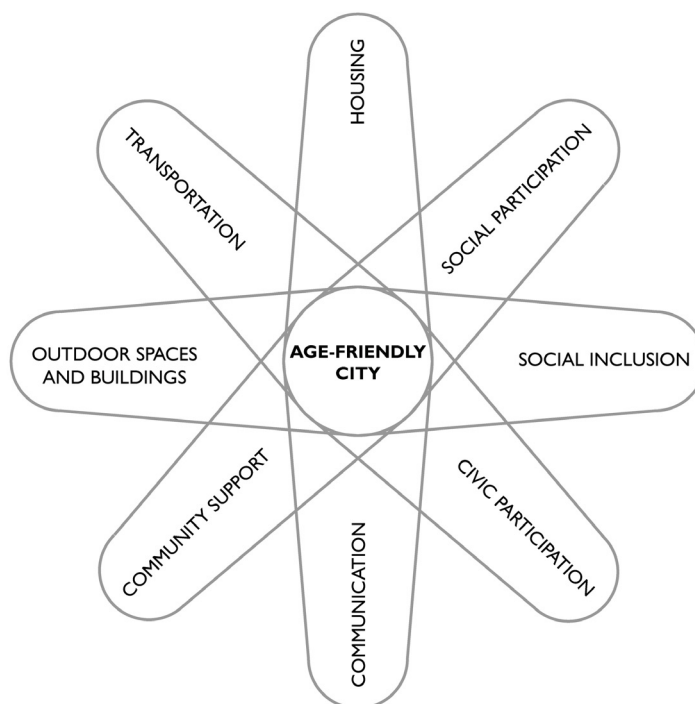 HOUSING
SOCIAL PARTICIPATION
SOCIAL INCLUSION
CIVIC PARTICIPATION
COMMUNICATION
COMMUNITY SUPPORT
OUTDOOR SPACES
AND BUILDINGS
TRANSPORTATION
AGE-FRIENDLY
CITY